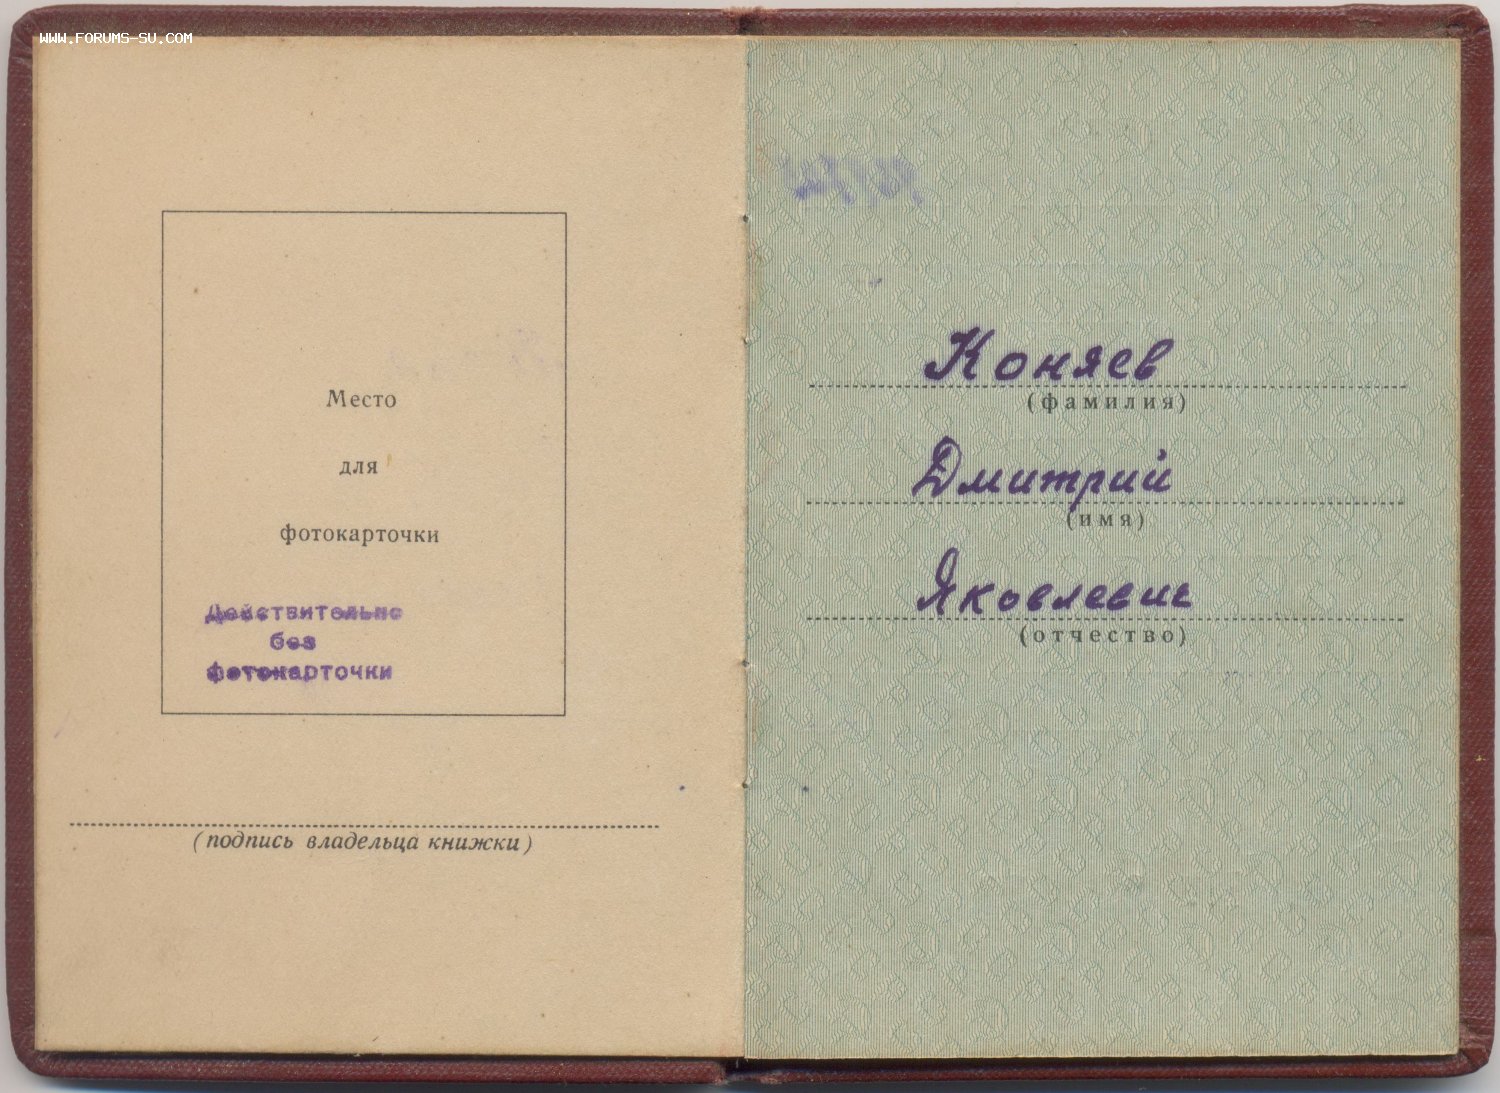 WWW.FORUMS-SU.COM
Место
для
фотокарточки
Действительно
без
фотокарточки
(подпись владельца книжки)
Коняев
(фамилия)
Дмитрий
(имя)
Яковлевич
(отчество)